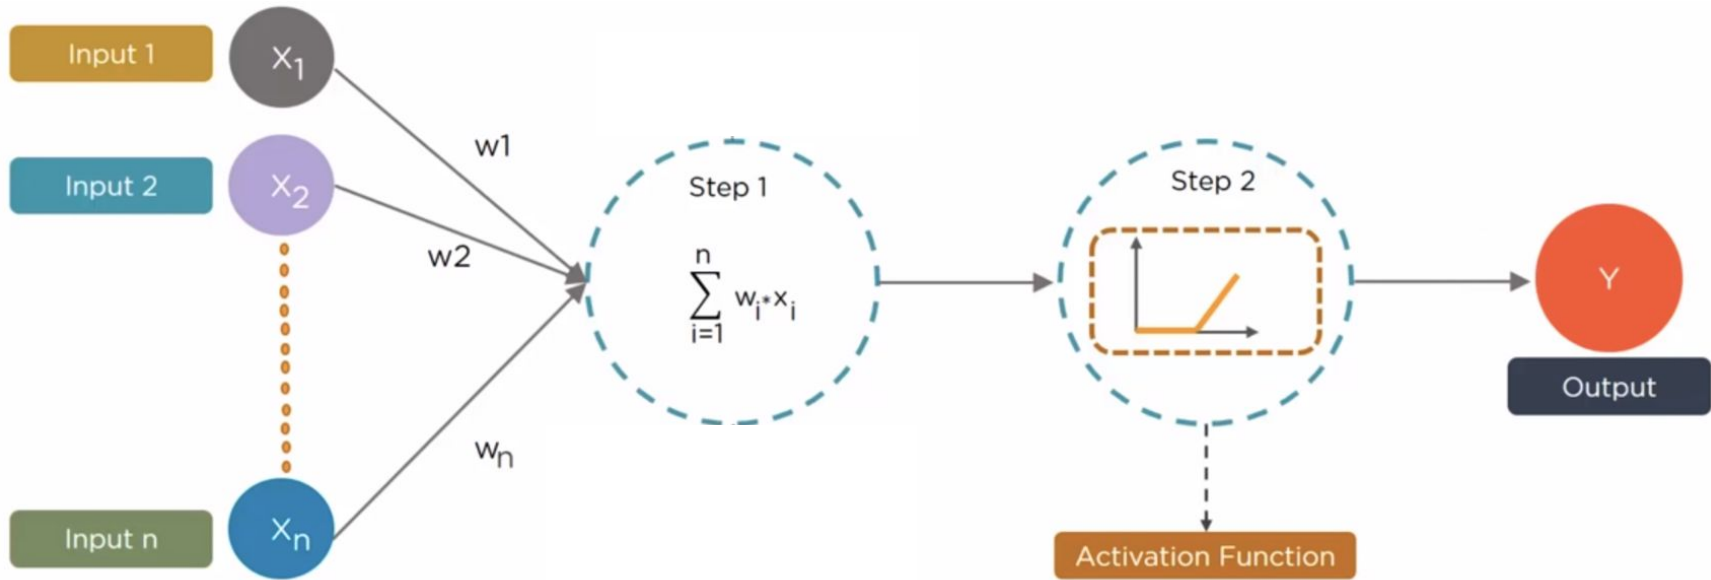 Input 1
X1
w1
Input 2
X2
w2
Input n
Xn
wn
Step 1
n
∑ wi*xi
i=1
Step 2
Activation Function
Y
Output